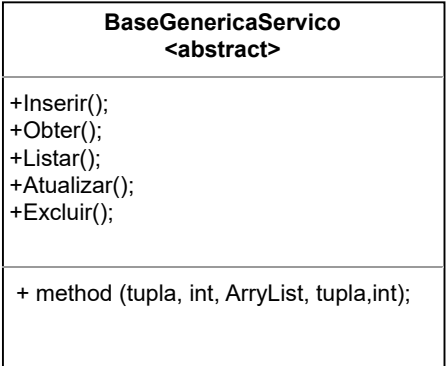 BaseGenericaServico
<abstract>
+Inserir();
+Obter();
+Listar();
+Atualizar();
+Excluir();
+ method (tupla, int, ArryList, tupla,int);